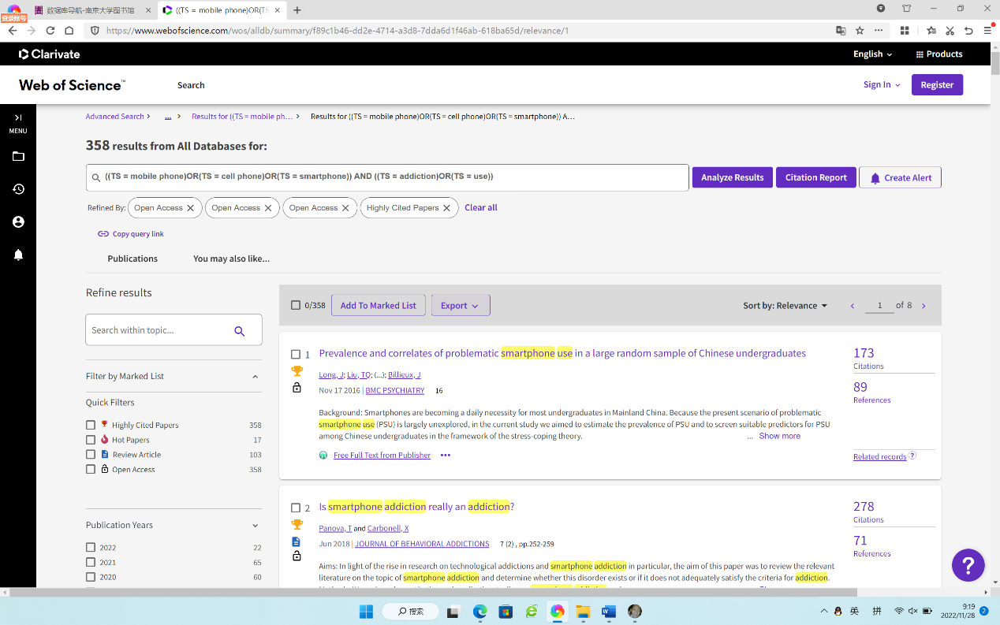 登录账号
数据库导航-南京大学图书馆
((TS = mobile phone)OR(TS
https://www.webofscience.com/wos/alldb/summary/f89c1b46-dd2e-4714-a3d8-7dda6d1f46ab-618ba65d/relevance/1
Clarivate
English
Products
Web of Science™
Search
Sign In
Register
MENU
Advanced Search > ... > Results for ((TS = mobile ph... > Results for ((TS = mobile phone)OR(TS = cell phone)OR(TS = smartphone)) A...
358 results from All Databases for:
((TS = mobile phone)OR(TS = cell phone)OR(TS = smartphone)) AND ((TS = addiction)OR(TS = use))
Analyze Results
Citation Report
Create Alert
Refined By: Open Access Open Access Open Access Highly Cited Papers Clear all
Copy query link
Publications
You may also like...
Refine results
Search within topic...
Filter by Marked List
Quick Filters
Highly Cited Papers 358
Hot Papers 17
Review Article 103
Open Access 358
Publication Years
2022 22
2021 65
2020 60
0/358 Add To Marked List Export Sort by: Relevance < 1 of 8 >
1 Prevalence and correlates of problematic smartphone use in a large random sample of Chinese undergraduates
Long, J; Liu, TQ; (...); Billieux, J
Nov 17 2016 | BMC PSYCHIATRY 16
Background: Smartphones are becoming a daily necessity for most undergraduates in Mainland China. Because the present scenario of problematic
smartphone use (PSU) is largely unexplored, in the current study we aimed to estimate the prevalence of PSU and to screen suitable predictors for PSU
among Chinese undergraduates in the framework of the stress-coping theory. ... Show more
Free Full Text from Publisher •••
173
Citations
89
References
Related records ?
2 Is smartphone addiction really an addiction?
Panova, T and Carbonell, X
Jun 2018 | JOURNAL OF BEHAVIORAL ADDICTIONS 7 (2) , pp.252-259
Aims: In light of the rise in research on technological addictions and smartphone addiction in particular, the aim of this paper was to review the relevant
literature on the topic of smartphone addiction and determine whether this disorder exists or if it does not adequately satisfy the criteria for addiction.
278
Citations
71
References
?
搜索
英
拼
9:19
2022/11/28
2